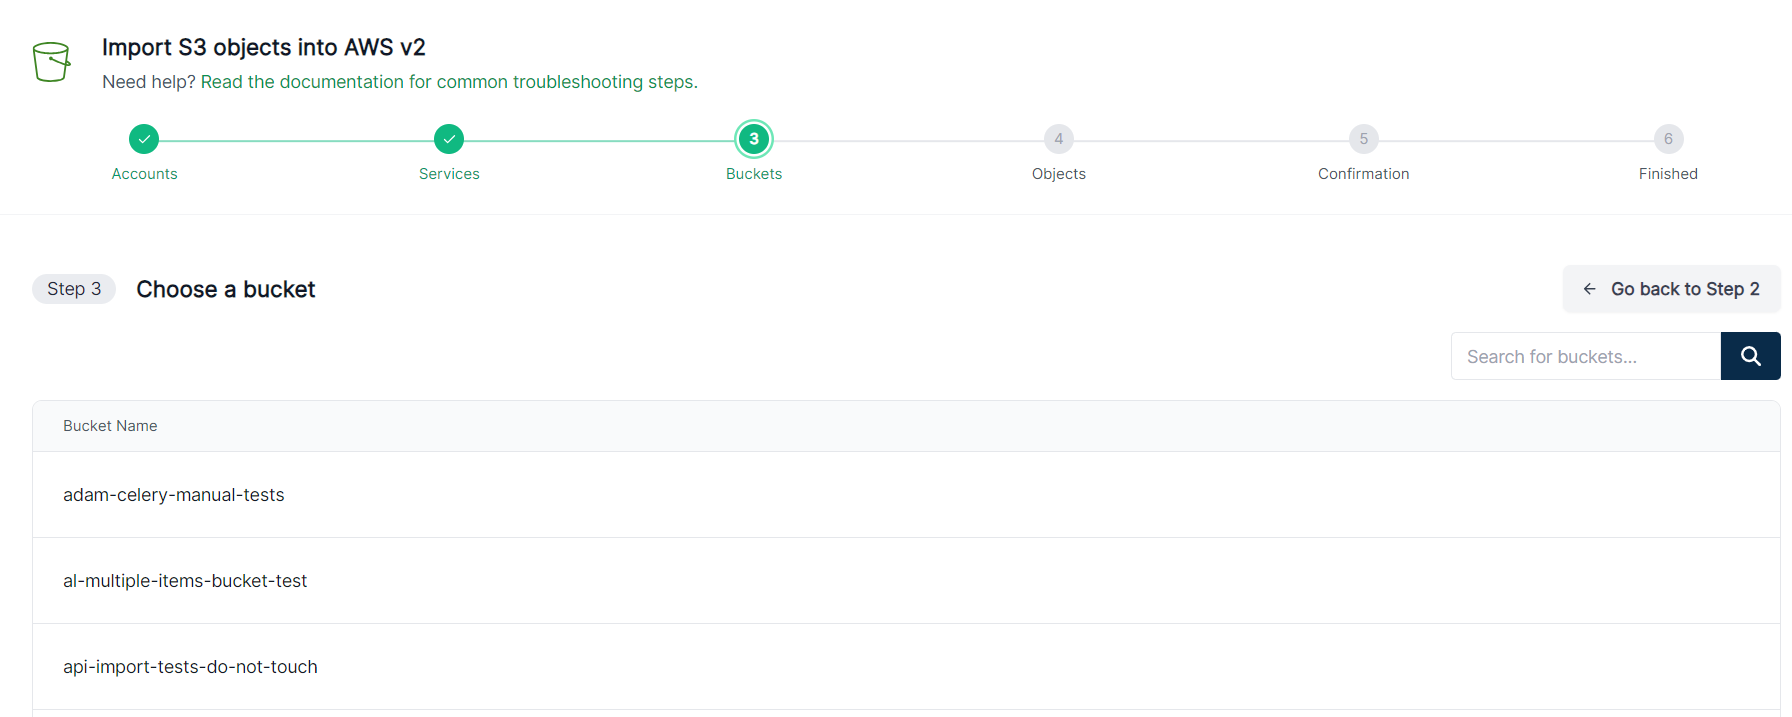 Import S3 objects into AWS v2
Need help? Read the documentation for common troubleshooting steps.
3
4
5
6
Accounts
Services
Buckets
Objects
Confirmation
Finished
Step 3
Choose a bucket
Go back to Step 2
Search for buckets...
Bucket Name
adam-celery-manual-tests
al-multiple-items-bucket-test
api-import-tests-do-not-touch